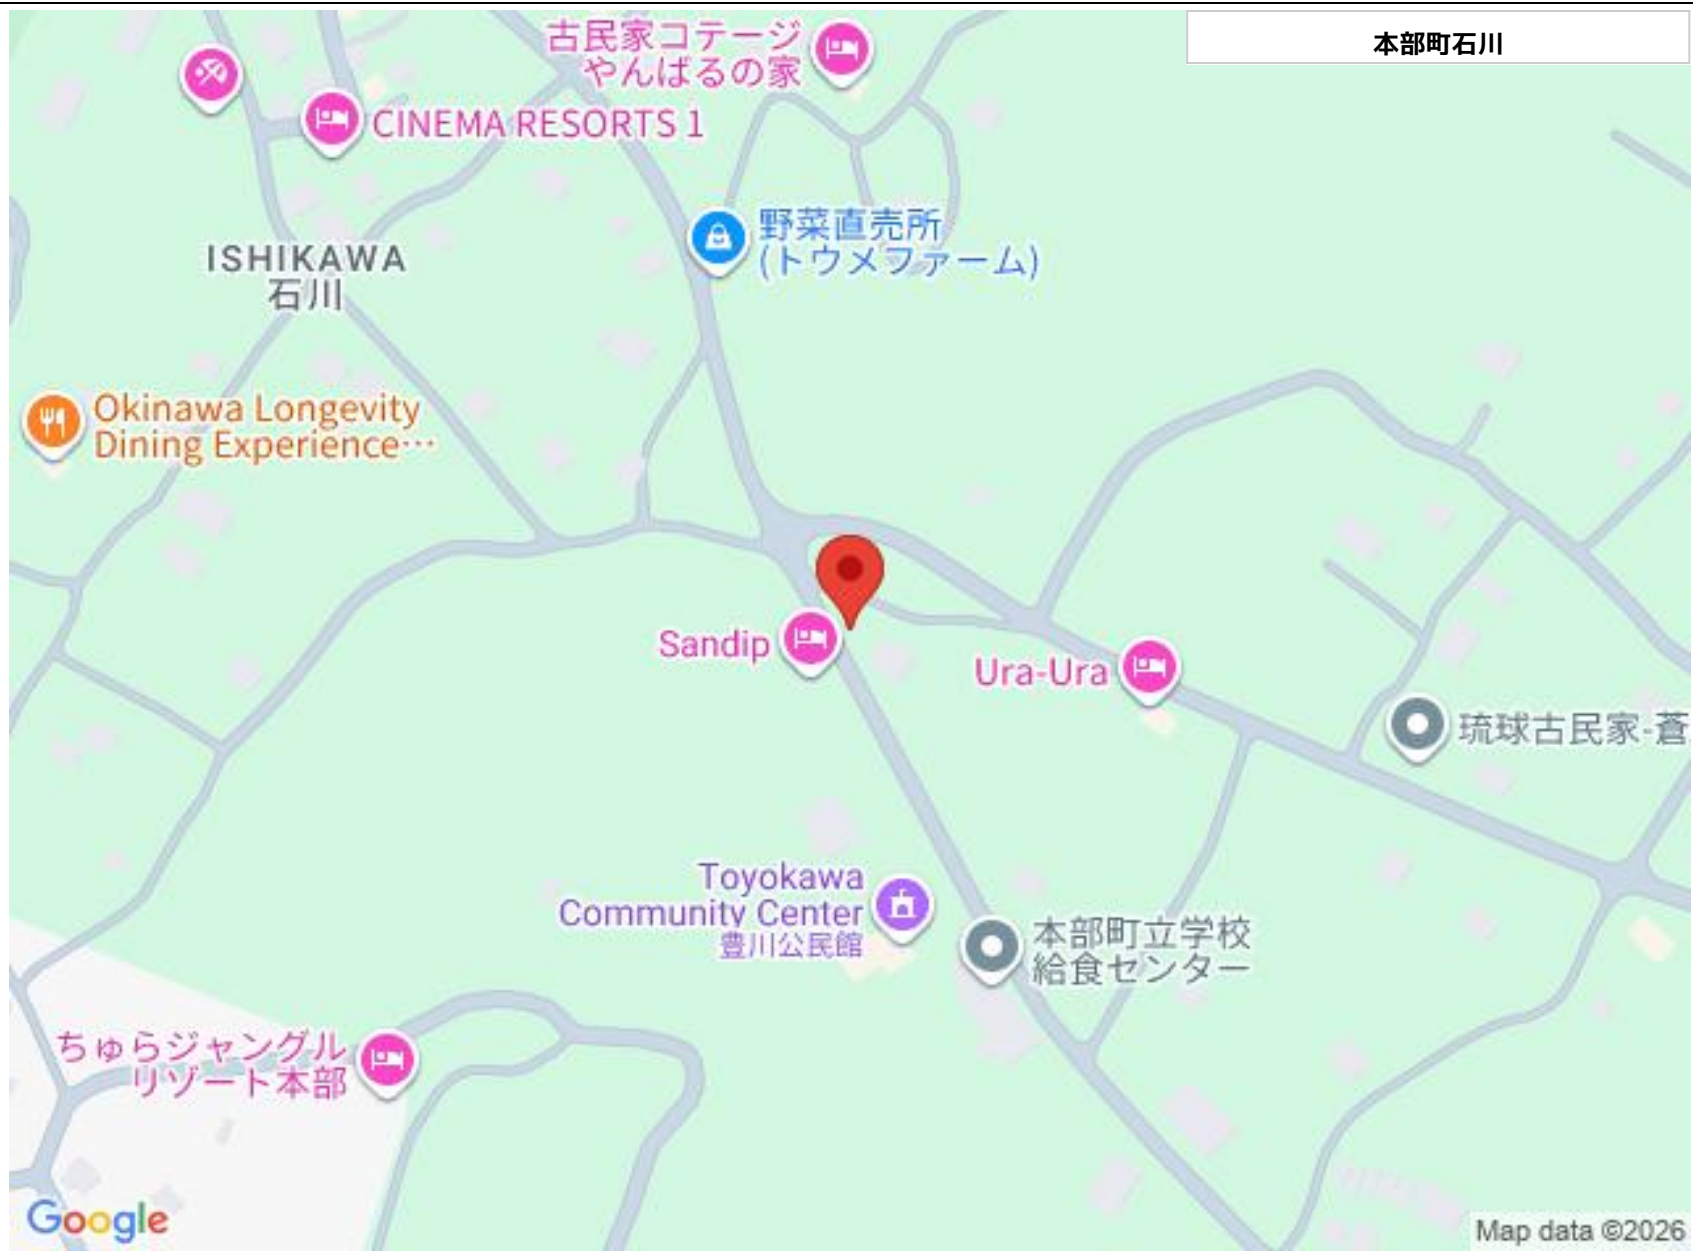 本部町石川
古民家コテージ
やんばるの家
CINEMA RESORTS 1
野菜直売所
(トウメファーム)
ISHIKAWA
石川
Okinawa Longevity
Dining Experience…
Sandip
Ura-Ura
琉球古民家-蒼
Toyokawa
Community Center
豊川公民館
本部町立学校
給食センター
ちゅらジャングル
リゾート本部
Google
Map data ©2026